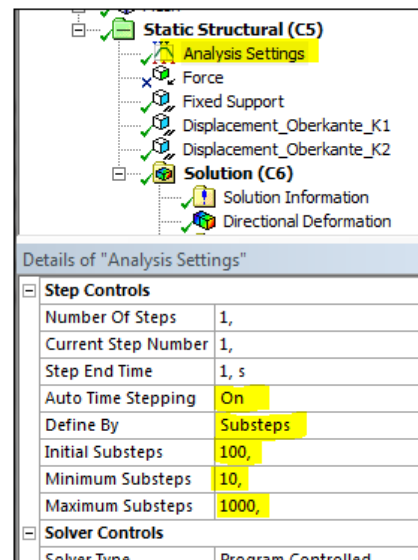 Static Structural (C5)
Analysis Settings
Force
Fixed Support
Displacement_Oberkante_K1
Displacement_Oberkante_K2
Solution (C6)
Solution Information
Directional Deformation
Details of "Analysis Settings"
Step Controls
Number Of Steps 1,
Current Step Number 1,
Step End Time 1, s
Auto Time Stepping On
Define By Substeps
Initial Substeps 100,
Minimum Substeps 10,
Maximum Substeps 1000,
Solver Controls
Solver Type Program Controlled